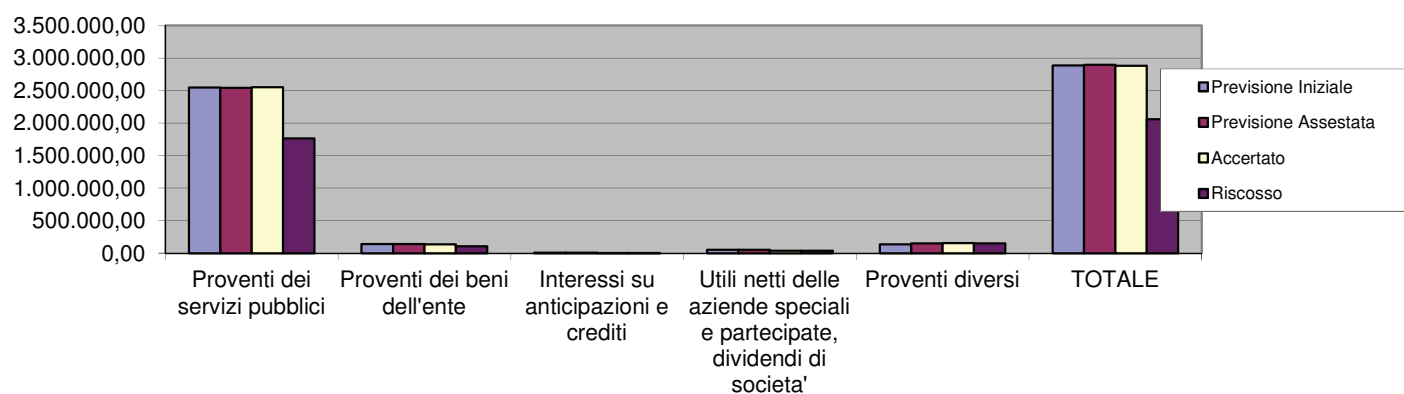 3.500.000,00
3.000.000,00
2.500.000,00
2.000.000,00
1.500.000,00
1.000.000,00
500.000,00
0,00
Proventi dei
servizi pubblici
Proventi dei beni
dell'ente
Interessi su
anticipazioni e
crediti
Utili netti delle
aziende speciali
e partecipate,
dividendi di
societa'
Proventi diversi
TOTALE
Previsione Iniziale
Previsione Assestata
Accertato
Riscosso